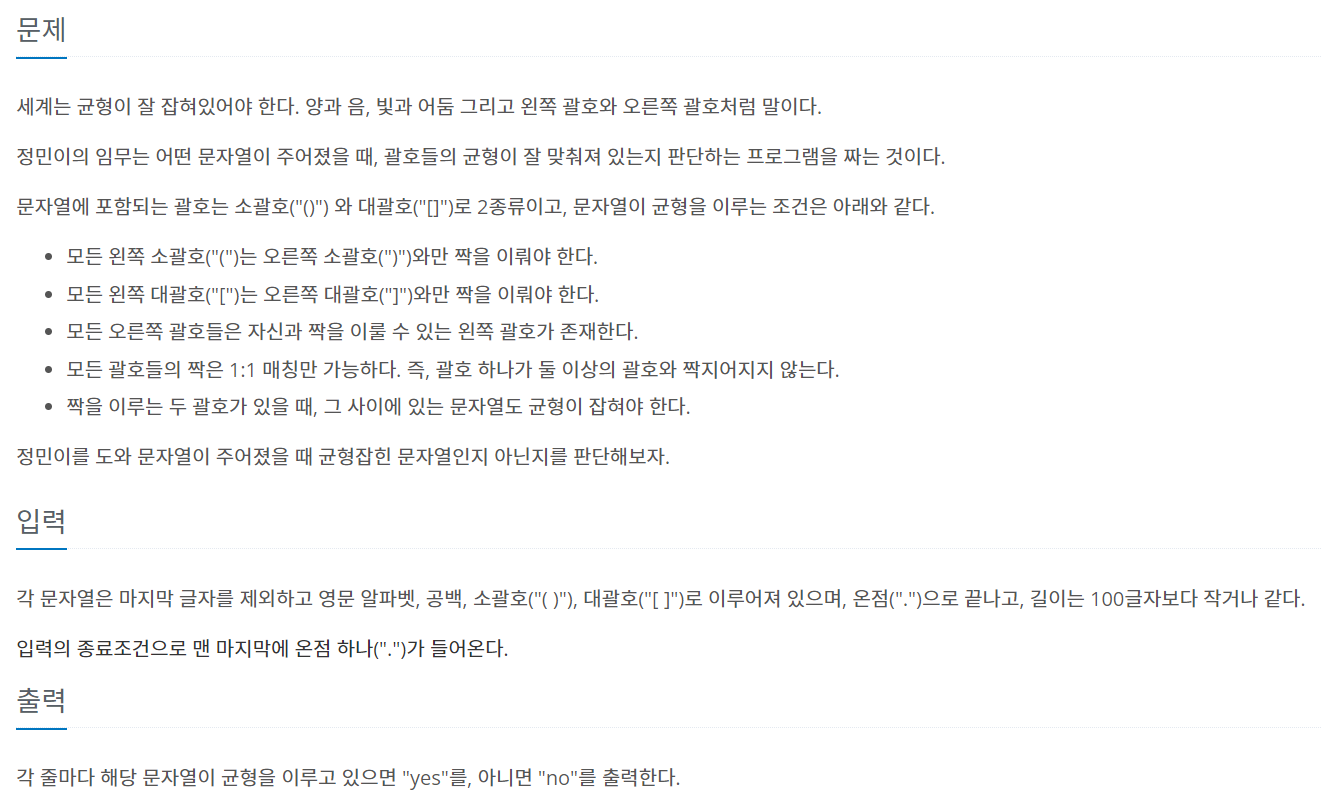 문제
세계는 균형이 잘 잡혀있어야 한다. 양과 음, 빛과 어둠 그리고 왼쪽 괄호와 오른쪽 괄호처럼 말이다.
정민이의 임무는 어떤 문자열이 주어졌을 때, 괄호들의 균형이 잘 맞춰져 있는지 판단하는 프로그램을 짜는 것이다.
문자열에 포함되는 괄호는 소괄호("()") 와 대괄호("[]")로 2종류이고, 문자열이 균형을 이루는 조건은 아래와 같다.
• 모든 왼쪽 소괄호("(")는 오른쪽 소괄호(")")와만 짝을 이뤄야 한다.
• 모든 왼쪽 대괄호("[")는 오른쪽 대괄호("]")와만 짝을 이뤄야 한다.
• 모든 오른쪽 괄호들은 자신과 짝을 이룰 수 있는 왼쪽 괄호가 존재한다.
• 모든 괄호들의 짝은 1:1 매칭만 가능하다. 즉, 괄호 하나가 둘 이상의 괄호와 짝지어지지 않는다.
• 짝을 이루는 두 괄호가 있을 때, 그 사이에 있는 문자열도 균형이 잡혀야 한다.
정민이를 도와 문자열이 주어졌을 때 균형잡힌 문자열인지 아닌지를 판단해보자.
입력
각 문자열은 마지막 글자를 제외하고 영문 알파벳, 공백, 소괄호("( )"), 대괄호("[ ]")로 이루어져 있으며, 온점(".")으로 끝나고, 길이는 100글자보다 작거나 같다.
입력의 종료조건으로 맨 마지막에 온점 하나(".")가 들어온다.
출력
각 줄마다 해당 문자열이 균형을 이루고 있으면 "yes"를, 아니면 "no"를 출력한다.